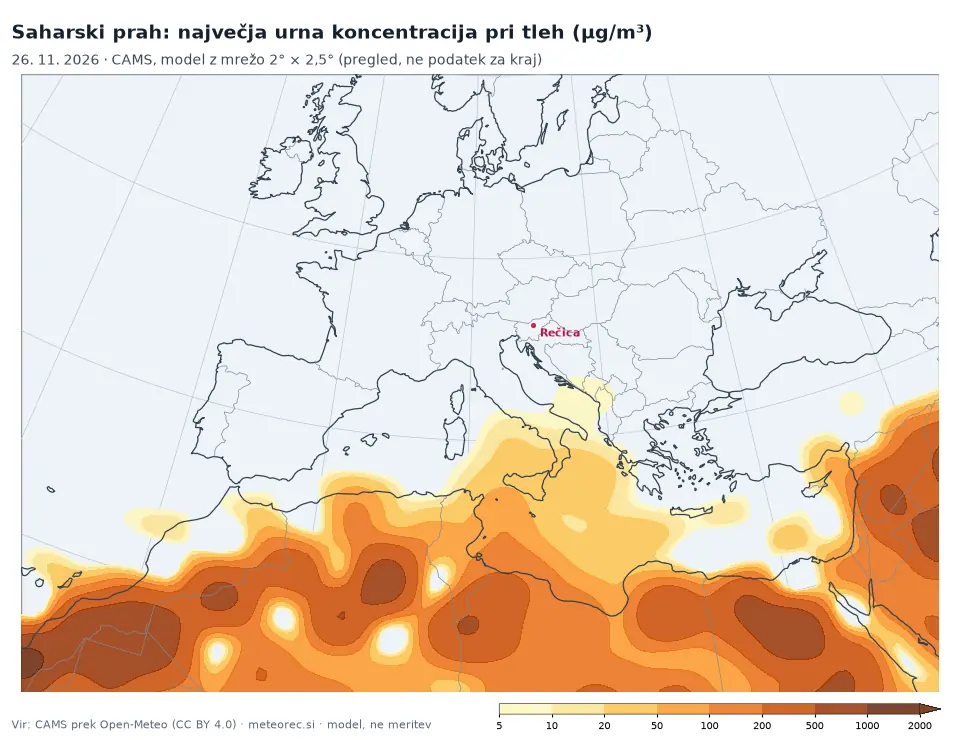 Saharski prah: največja urna koncentracija pri tleh (µg/m³)
26. 11. 2026 · CAMS, model z mrežo 2° × 2,5° (pregled, ne podatek za kraj)
Rečica
Vir: CAMS prek Open-Meteo (CC BY 4.0) · meteorec.si · model, ne meritev
5 10 20 50 100 200 500 1000 2000